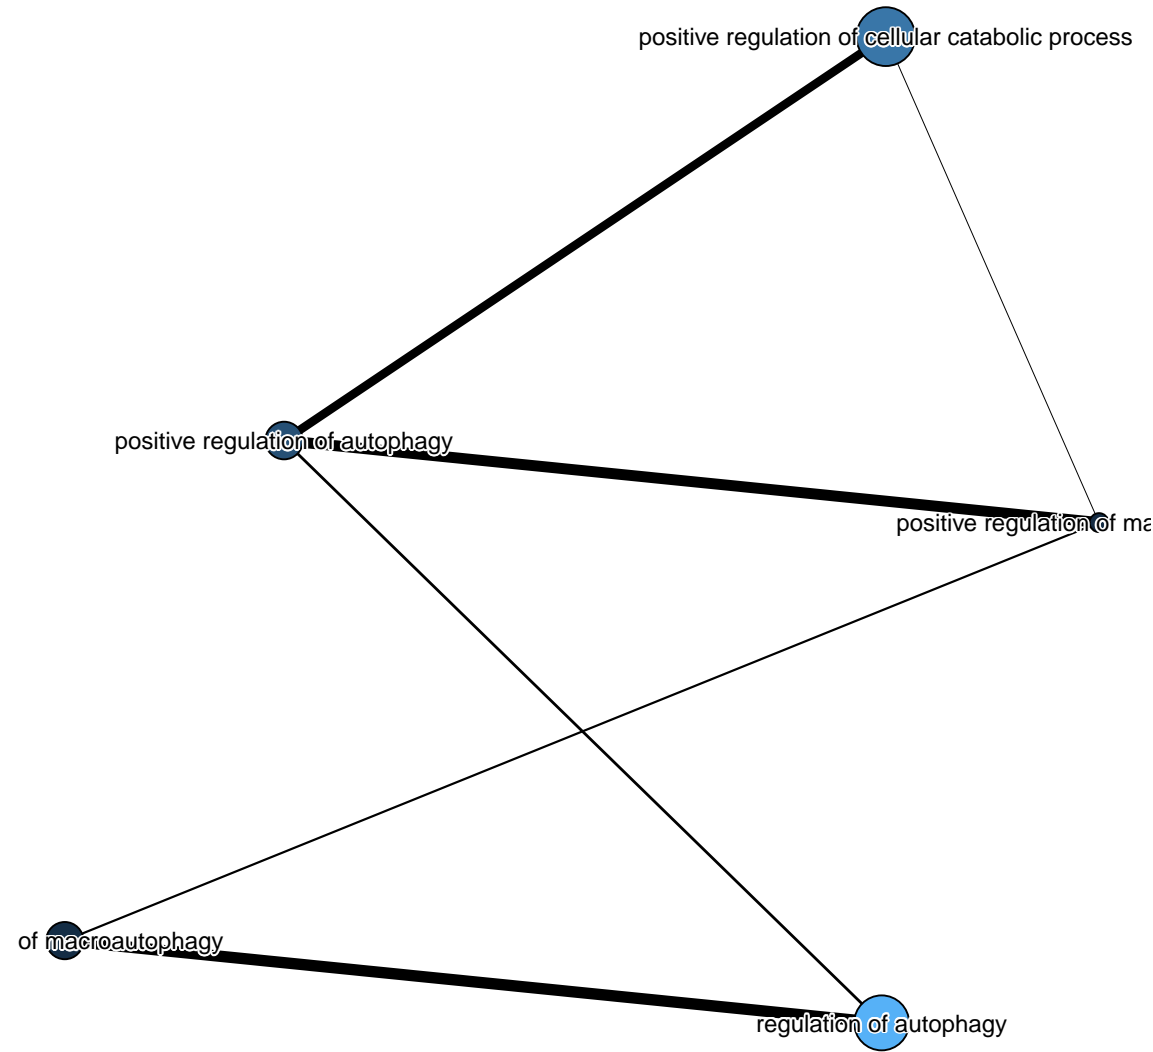 positive regulation of cellular catabolic process
positive regulation of autophagy
positive regulation of ma
of macroautophagy
regulation of autophagy